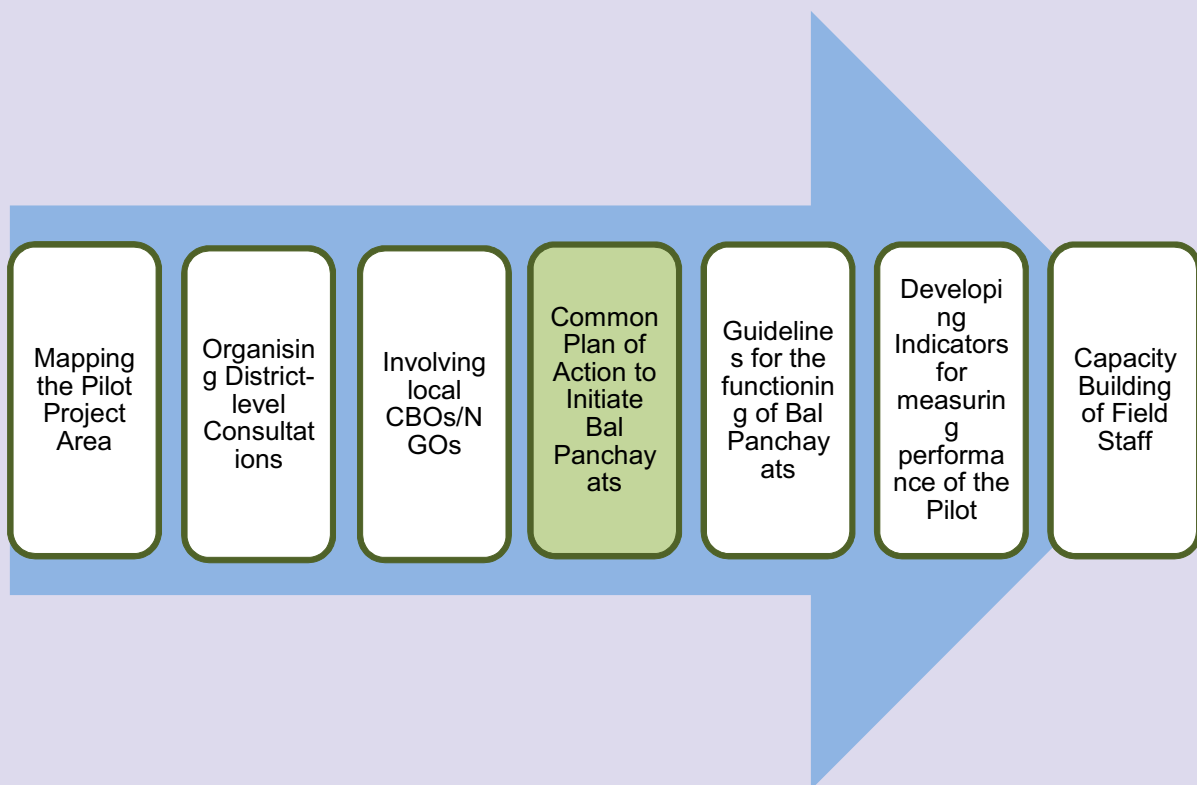 Mapping
the Pilot
Project
Area
Organisin
g District-
level
Consultat
ions
Involving
local
CBOs/N
GOs
Common
Plan of
Action to
Initiate
Bal
Panchay
ats
Guideline
s for the
functionin
g of Bal
Panchay
ats
Developi
ng
Indicators
for
measurin
g
performa
nce of the
Pilot
Capacity
Building
of Field
Staff